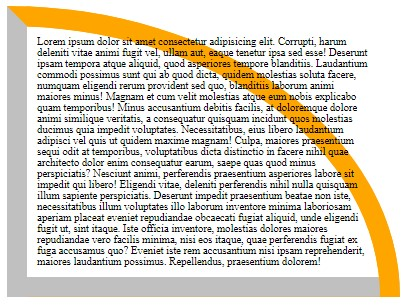 Lorem ipsum dolor sit amet consectetur adipisicing elit. Corrupti, harum
deleniti vitae animi fugit vel, ullam aut, eaque tenetur ipsa sed esse! Deserunt
ipsam tempora atque aliquid, quod asperiores tempore blanditiis. Laudantium
commodi possimus sunt qui ab quod dicta, quidem molestias soluta facere,
numquam eligendi rerum provident sed quo, blanditiis laborum animi
maiores minus! Magnam et cum velit molestias atque eum nobis explicabo
quam temporibus! Minus accusantium debitis facilis, at doloremque dolore
animi similique veritatis, a consequatur quisquam incidunt quos molestias
ducimus quia impedit voluptates. Necessitatibus, eius libero laudantium
adipisci vel quis ut quidem maxime magnam! Culpa, maiores praesentium
sequi odit at temporibus, voluptatibus dicta distinctio in facere nihil quae
architecto dolor enim consequatur earum, saepe quas quod minus
perspiciatis? Nesciunt animi, perferendis praesentium asperiores labore sit
impedit qui libero! Eligendi vitae, deleniti perferendis nihil nulla quisquam
illum sapiente perspiciatis. Deserunt impedit praesentium beatae non iste,
necessitatibus illum voluptates illo laborum inventore minima laboriosam
aperiam placeat eveniet repudiandae obcaecati fugiat aliquid, unde eligendi
fugit ut, sint itaque. Iste officia inventore, molestias dolores maiores
repudiandae vero facilis minima, nisi eos itaque, quae perferendis fugiat ex
fuga accusamus quo? Eveniet iste rem accusantium nisi ipsam reprehenderit,
maiores laudantium possimus. Repellendus, praesentium dolorem!